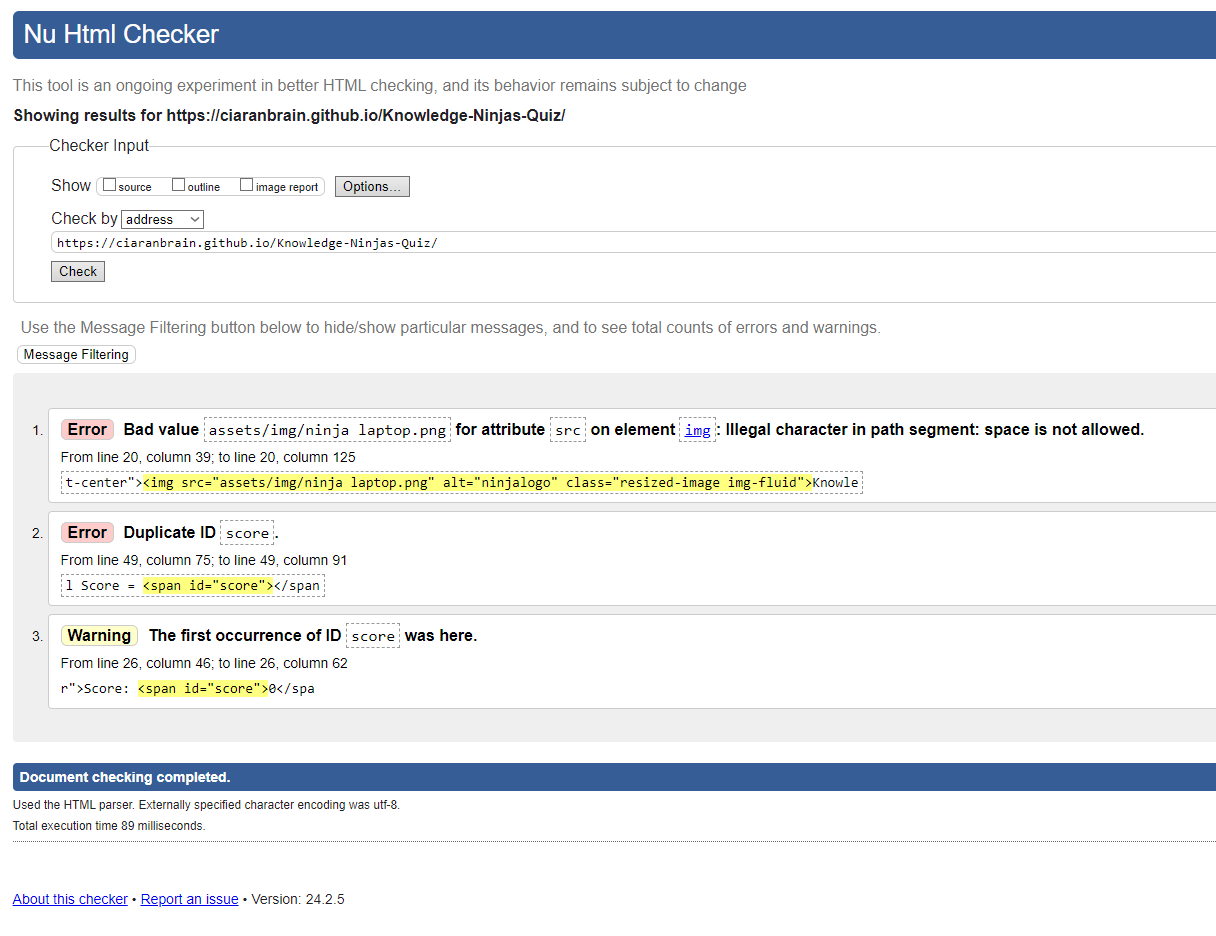 Nu Html Checker
This tool is an ongoing experiment in better HTML checking, and its behavior remains subject to change
Showing results for https://ciaranbrain.github.io/Knowledge-Ninjas-Quiz/
Checker Input
Show source outline image report Options...
Check by address
https://ciaranbrain.github.io/Knowledge-Ninjas-Quiz/
Check
Use the Message Filtering button below to hide/show particular messages, and to see total counts of errors and warnings.
Message Filtering
1. Error Bad value assets/img/ninja laptop.png for attribute src on element img: Illegal character in path segment: space is not allowed.
From line 20, column 39; to line 20, column 125
t-center"><img src="assets/img/ninja laptop.png" alt="ninjalogo" class="resized-image img-fluid">Knowle
2. Error Duplicate ID score.
From line 49, column 75; to line 49, column 91
l Score = <span id="score"></span
3. Warning The first occurrence of ID score was here.
From line 26, column 46; to line 26, column 62
r">Score: <span id="score">0</spa
Document checking completed.
Used the HTML parser. Externally specified character encoding was utf-8.
Total execution time 89 milliseconds.
About this checker • Report an issue • Version: 24.2.5